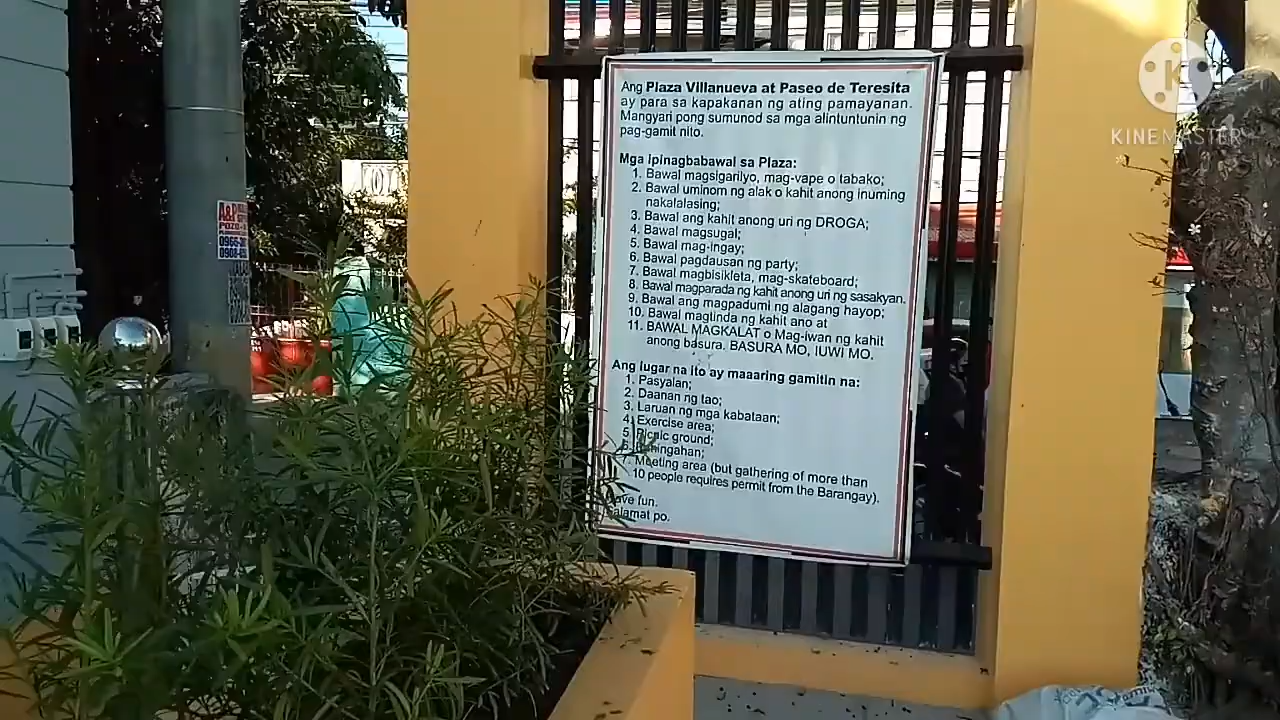 Ang Plaza Villanueva at Paseo de Teresita
ay para sa kapakanan ng ating pamayanan.
Mangyari pong sumunod sa mga alintuntunin ng
pag-gamit nito.
Mga Ipinagbabawal sa Plaza:
1. Bawal magsigarilyo, mag-vape o tabako;
2. Bawal uminom ng alak o kahit anong inuming
nakalalasing;
3. Bawal ang kahit anong uri ng DROGA;
4. Bawal magsugal;
5. Bawal mag-ingay;
6. Bawal pagdausan ng party;
7. Bawal magbisikleta, mag-skateboard;
8. Bawal magparada ng kahit anong uri ng sasakyan.
9. Bawal ang magpadumi ng alagang hayop;
10. Bawal magtinda ng kahit ano at
11. BAWAL MAGKALAT o Mag-iwan ng kahit
anong basura. BASURA MO, IUWI MO.
Ang lugar na ito ay maaaring gamitin na:
1. Pasyalan;
2. Daanan ng tao;
3. Laruan ng mga kabataan;
4. Exercise area;
5. Picnic ground;
Meeting area (but gathering of more than
10 people requires permit from the Barangay).
fun.
po.
A&P
POZO
0966
0908
K
KINEMASTER